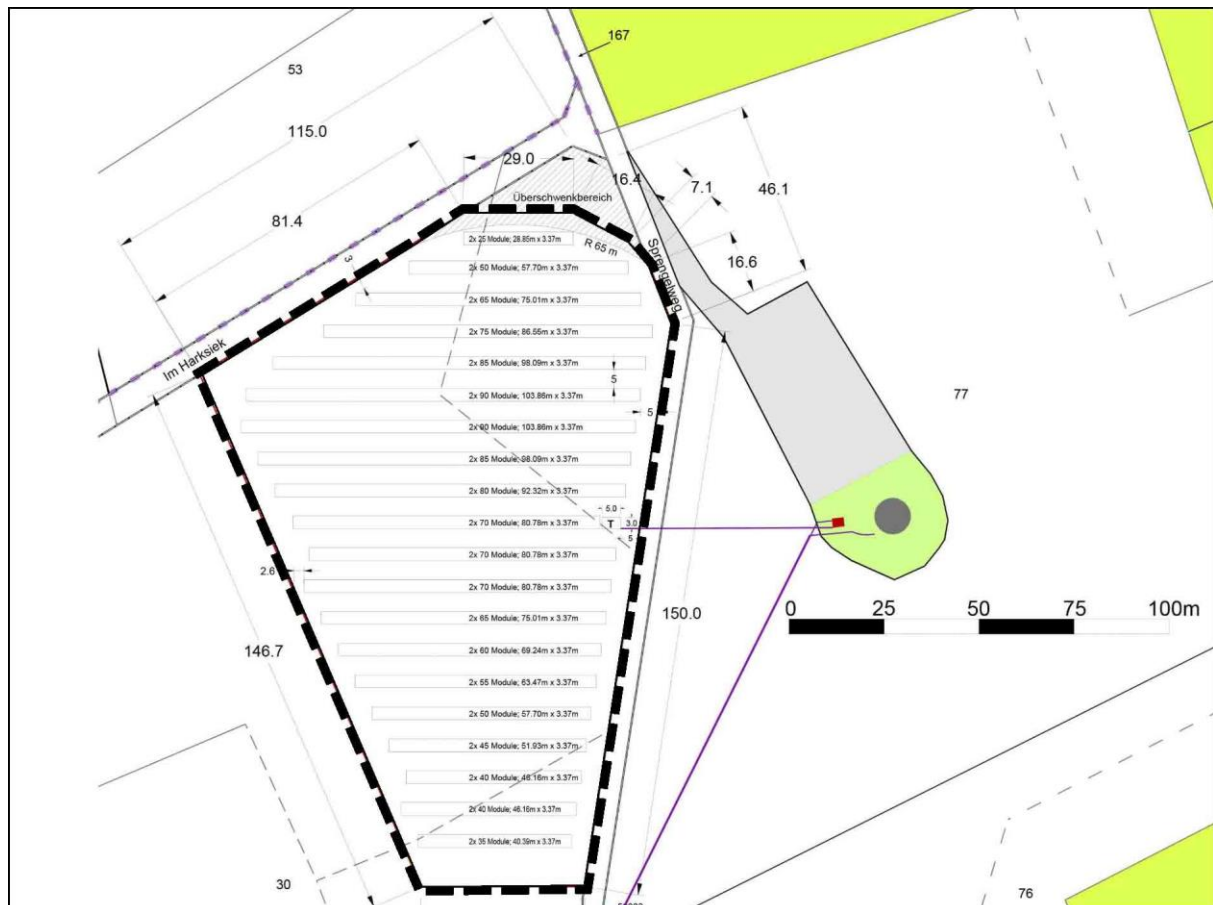 167
53
115.0
29.0
16.4
7.1
46.1
Überschwenkbereich
81.4
16.6
R 65 m
Sprengelweg
3
2x 25 Module; 28.85m x 3.37m
2x 50 Module; 57.70m x 3.37m
2x 65 Module; 75.01m x 3.37m
2x 75 Module; 86.55m x 3.37m
Im Harksiek
2x 85 Module; 98.09m x 3.37m
5
2x 90 Module; 103.86m x 3.37m
77
5
2x 90 Module; 103.86m x 3.37m
2x 85 Module; 98.09m x 3.37m
2x 80 Module; 92.32m x 3.37m
5.0
2x 70 Module; 80.78m x 3.37m
T
3.0
5
2x 70 Module; 80.78m x 3.37m
2.6
2x 70 Module; 80.78m x 3.37m
0 25 50 75 100m
150.0
2x 65 Module; 75.01m x 3.37m
146.7
2x 60 Module; 69.24m x 3.37m
2x 55 Module; 63.47m x 3.37m
2x 50 Module; 57.70m x 3.37m
2x 45 Module; 51.93m x 3.37m
2x 40 Module; 46.16m x 3.37m
2x 40 Module; 46.16m x 3.37m
2x 35 Module; 40.39m x 3.37m
30
76